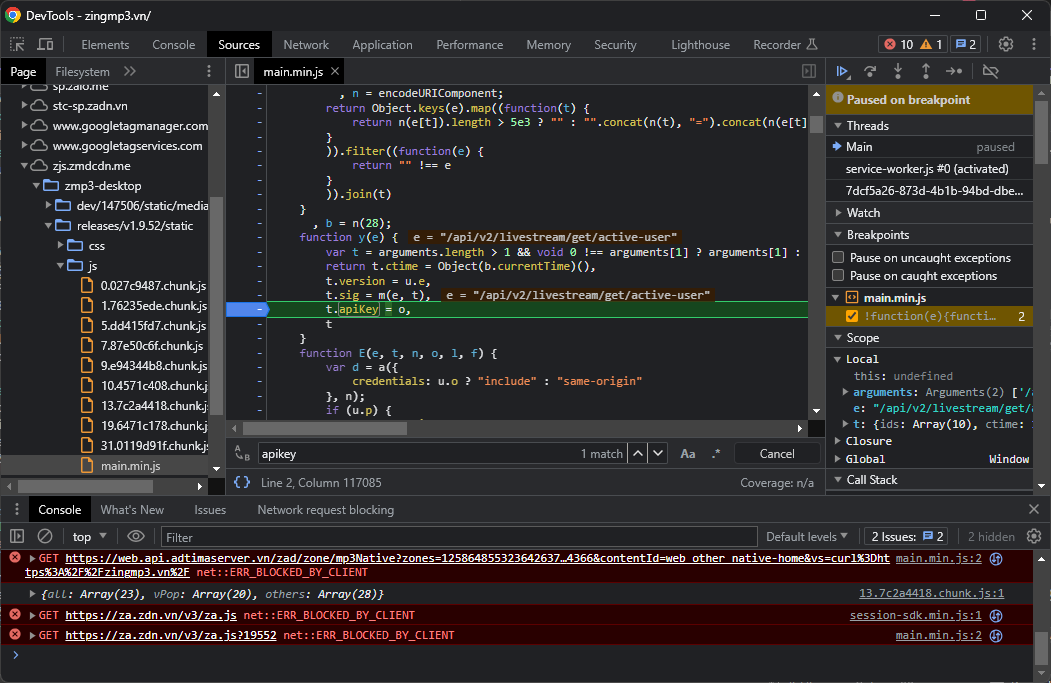 DevTools - zingmp3.vn/
Elements Console Sources Network Application Performance Memory Security Lighthouse Recorder 10 1 2
Page Filesystem
main.min.js
sp.zalo.me
stc-sp.zadn.vn
www.googletagmanager.com
www.googletagservices.com
zjs.zmdcdn.me
zmp3-desktop
dev/147506/static/media
releases/v1.9.52/static
css
js
0.027c9487.chunk.js
1.76235ede.chunk.js
5.dd415fd7.chunk.js
7.87e50c6f.chunk.js
9.e94344b8.chunk.js
10.4571c408.chunk.js
13.7c2a4418.chunk.js
19.6471c178.chunk.js
31.0119d91f.chunk.js
main.min.js
, n = encodeURIComponent;
return Object.keys(e).map((function(t) {
return n(e[t]).length > 5e3 ? "" : "".concat(n(t), "=").concat(n(e[t]
}
)).filter((function(e) {
return "" !== e
}
)).join(t)
}
, b = n(28);
function y(e) { e = "/api/v2/livestream/get/active-user"
var t = arguments.length > 1 && void 0 !== arguments[1] ? arguments[1] :
return t.ctime = Object(b.currentTime)(),
t.version = u.e,
t.sig = m(e, t), e = "/api/v2/livestream/get/active-user"
t.apiKey = o,
t
}
function E(e, t, n, o, l, f) {
var d = a({
credentials: u.o ? "include" : "same-origin"
}, n);
if (u.p) {
apikey 1 match Aa .* Cancel
{} Line 2, Column 117085 Coverage: n/a
Paused on breakpoint
Threads
Main paused
service-worker.js #0 (activated)
7dcf5a26-873d-4b1b-94bd-dbe...
Watch
Breakpoints
Pause on uncaught exceptions
Pause on caught exceptions
main.min.js
!function(e){functi... 2
Scope
Local
this: undefined
arguments: Arguments(2) ['/a
e: "/api/v2/livestream/get/a
t: {ids: Array(10), ctime:
Closure
Global Window
Call Stack
Console What's New Issues Network request blocking
top Filter Default levels 2 Issues: 2 2 hidden
GET https://web.api.adtimaserver.vn/zad/zone/mp3Native?zones=125864855323642637…4366&contentId=web_other_native-home&vs=curl%3Dht main.min.js:2
tps%3A%2F%2Fzingmp3.vn%2F net::ERR_BLOCKED_BY_CLIENT
{all: Array(23), vPop: Array(20), others: Array(28)} 13.7c2a4418.chunk.js:1
GET https://za.zdn.vn/v3/za.js net::ERR_BLOCKED_BY_CLIENT session-sdk.min.js:1
GET https://za.zdn.vn/v3/za.js?19552 net::ERR_BLOCKED_BY_CLIENT main.min.js:2